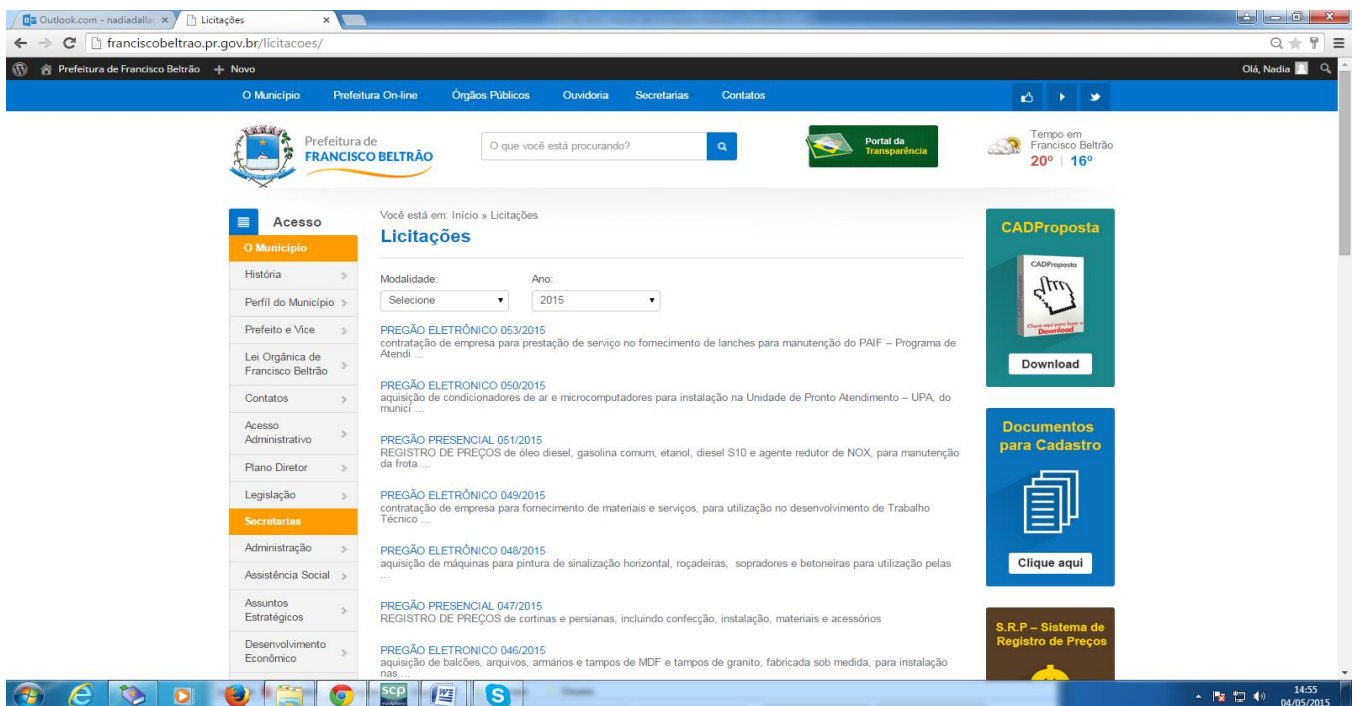 Outlook.com - nadiadalla
Licitações
franciscobeltrao.pr.gov.br/licitacoes/
Prefeitura de Francisco Beltrão + Novo
Olá, Nadia
O Município Prefeitura On-line Órgãos Públicos Ouvidoria Secretarias Contatos
Prefeitura de
FRANCISCO BELTRÃO
O que você está procurando?
Portal da
Transparência
Tempo em
Francisco Beltrão
20º | 16º
Acesso
O Município
História
Perfíl do Município
Prefeito e Vice
Lei Orgânica de
Francisco Beltrão
Contatos
Acesso
Administrativo
Plano Diretor
Legislação
Secretarias
Administração
Assistência Social
Assuntos
Estratégicos
Desenvolvimento
Econômico
Você está em: Início » Licitações
Licitações
Modalidade: Ano:
Selecione 2015
PREGÃO ELETRÔNICO 053/2015
contratação de empresa para prestação de serviço no fornecimento de lanches para manutenção do PAIF – Programa de
Atendi ...
PREGÃO ELETRONICO 050/2015
aquisição de condicionadores de ar e microcomputadores para instalação na Unidade de Pronto Atendimento – UPA, do
municí ...
PREGÃO PRESENCIAL 051/2015
REGISTRO DE PREÇOS de óleo diesel, gasolina comum, etanol, diesel S10 e agente redutor de NOX, para manutenção
da frota ...
PREGÃO ELETRÔNICO 049/2015
contratação de empresa para fornecimento de materiais e serviços, para utilização no desenvolvimento de Trabalho
Técnico ...
PREGÃO ELETRÔNICO 048/2015
aquisição de máquinas para pintura de sinalização horizontal, roçadeiras, sopradores e betoneiras para utilização pelas
...
PREGÃO PRESENCIAL 047/2015
REGISTRO DE PREÇOS de cortinas e persianas, incluindo confecção, instalação, materiais e acessórios
PREGÃO ELETRONICO 046/2015
aquisição de balcões, arquivos, armários e tampos de MDF e tampos de granito, fabricada sob medida, para instalação
nas ...
CADProposta
CADProposta
Clique aqui para fazer o
Download
Download
Documentos
para Cadastro
Clique aqui
S.R.P – Sistema de
Registro de Preços
scp
14:55
04/05/2015